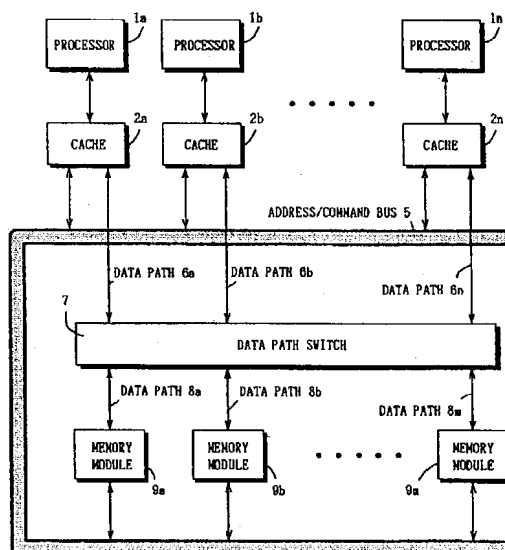 1a 1b 1n
PROCESSOR PROCESSOR PROCESSOR
2a 2b 2n
CACHE CACHE CACHE
ADDRESS/COMMAND BUS 5
DATA PATH 6a DATA PATH 6b DATA PATH 6n
7
DATA PATH SWITCH
DATA PATH 8a DATA PATH 8b DATA PATH 8m
MEMORY MEMORY MEMORY
MODULE MODULE MODULE
9a 9b 9m